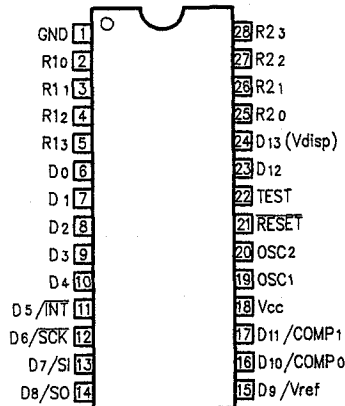 GND 1 28 R23
R10 2 27 R22
R11 3 26 R21
R12 4 25 R20
R13 5 24 D13 (Vdisp)
D0 6 23 D12
D1 7 22 TEST
D2 8 21 RESET
D3 9 20 OSC2
D4 10 19 OSC1
D5/INT 11 18 Vcc
D6/SCK 12 17 D11/COMP1
D7/SI 13 16 D10/COMP0
D8/SO 14 15 D9/Vref